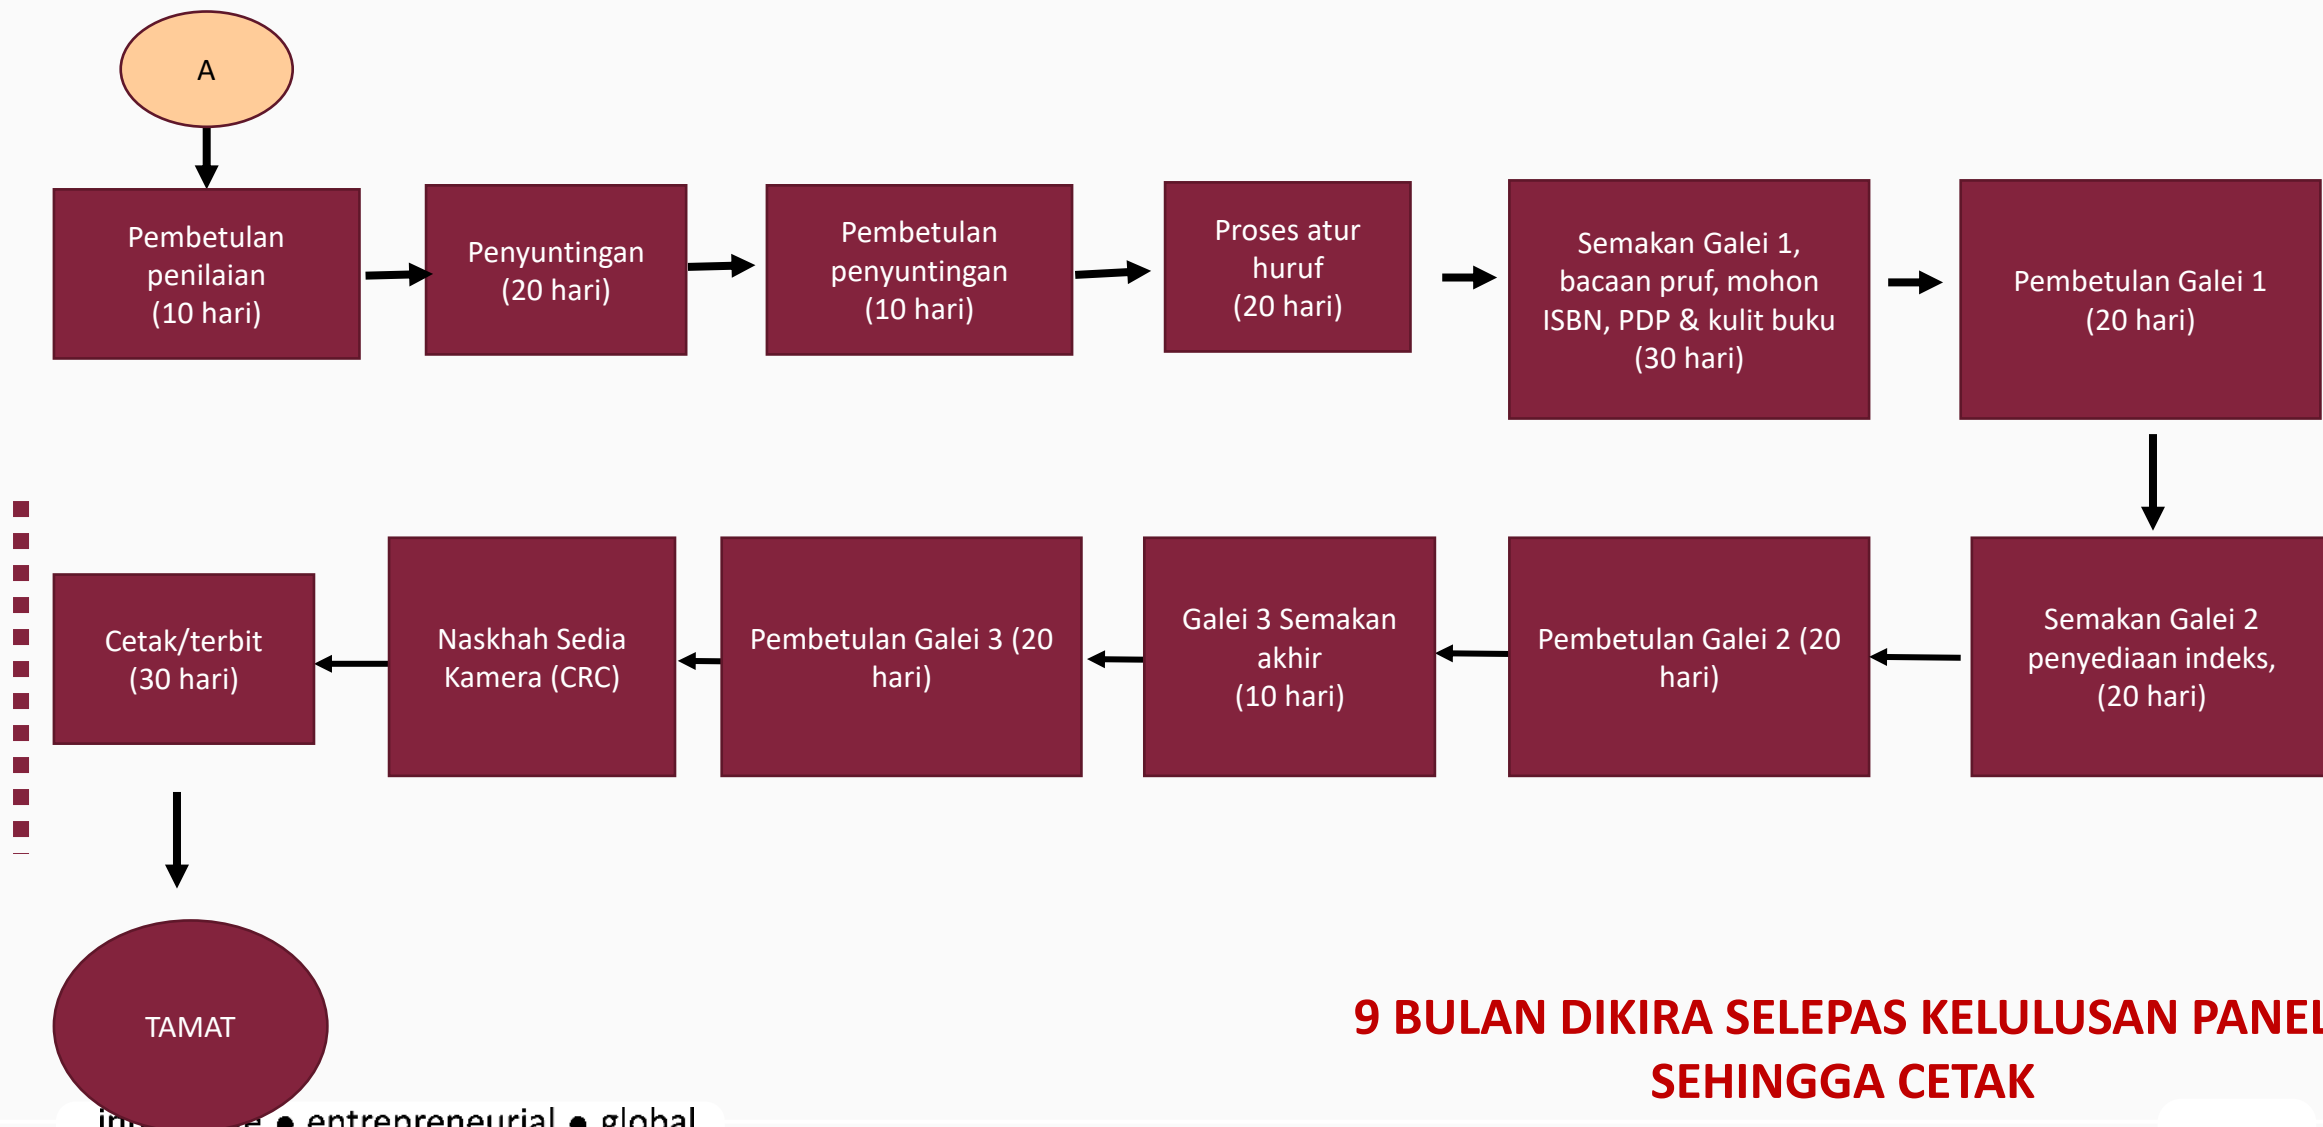 A
Pembetulan
penilaian
(10 hari)
Penyuntingan
(20 hari)
Pembetulan
penyuntingan
(10 hari)
Proses atur
huruf
(20 hari)
Semakan Galei 1,
bacaan pruf, mohon
ISBN, PDP & kulit buku
(30 hari)
Pembetulan Galei 1
(20 hari)
Semakan Galei 2
penyediaan indeks,
(20 hari)
Pembetulan Galei 2 (20
hari)
Galei 3 Semakan
akhir
(10 hari)
Pembetulan Galei 3 (20
hari)
Naskhah Sedia
Kamera (CRC)
Cetak/terbit
(30 hari)
TAMAT
9 BULAN DIKIRA SELEPAS KELULUSAN PANEL
SEHINGGA CETAK
● entrepreneurial ● global